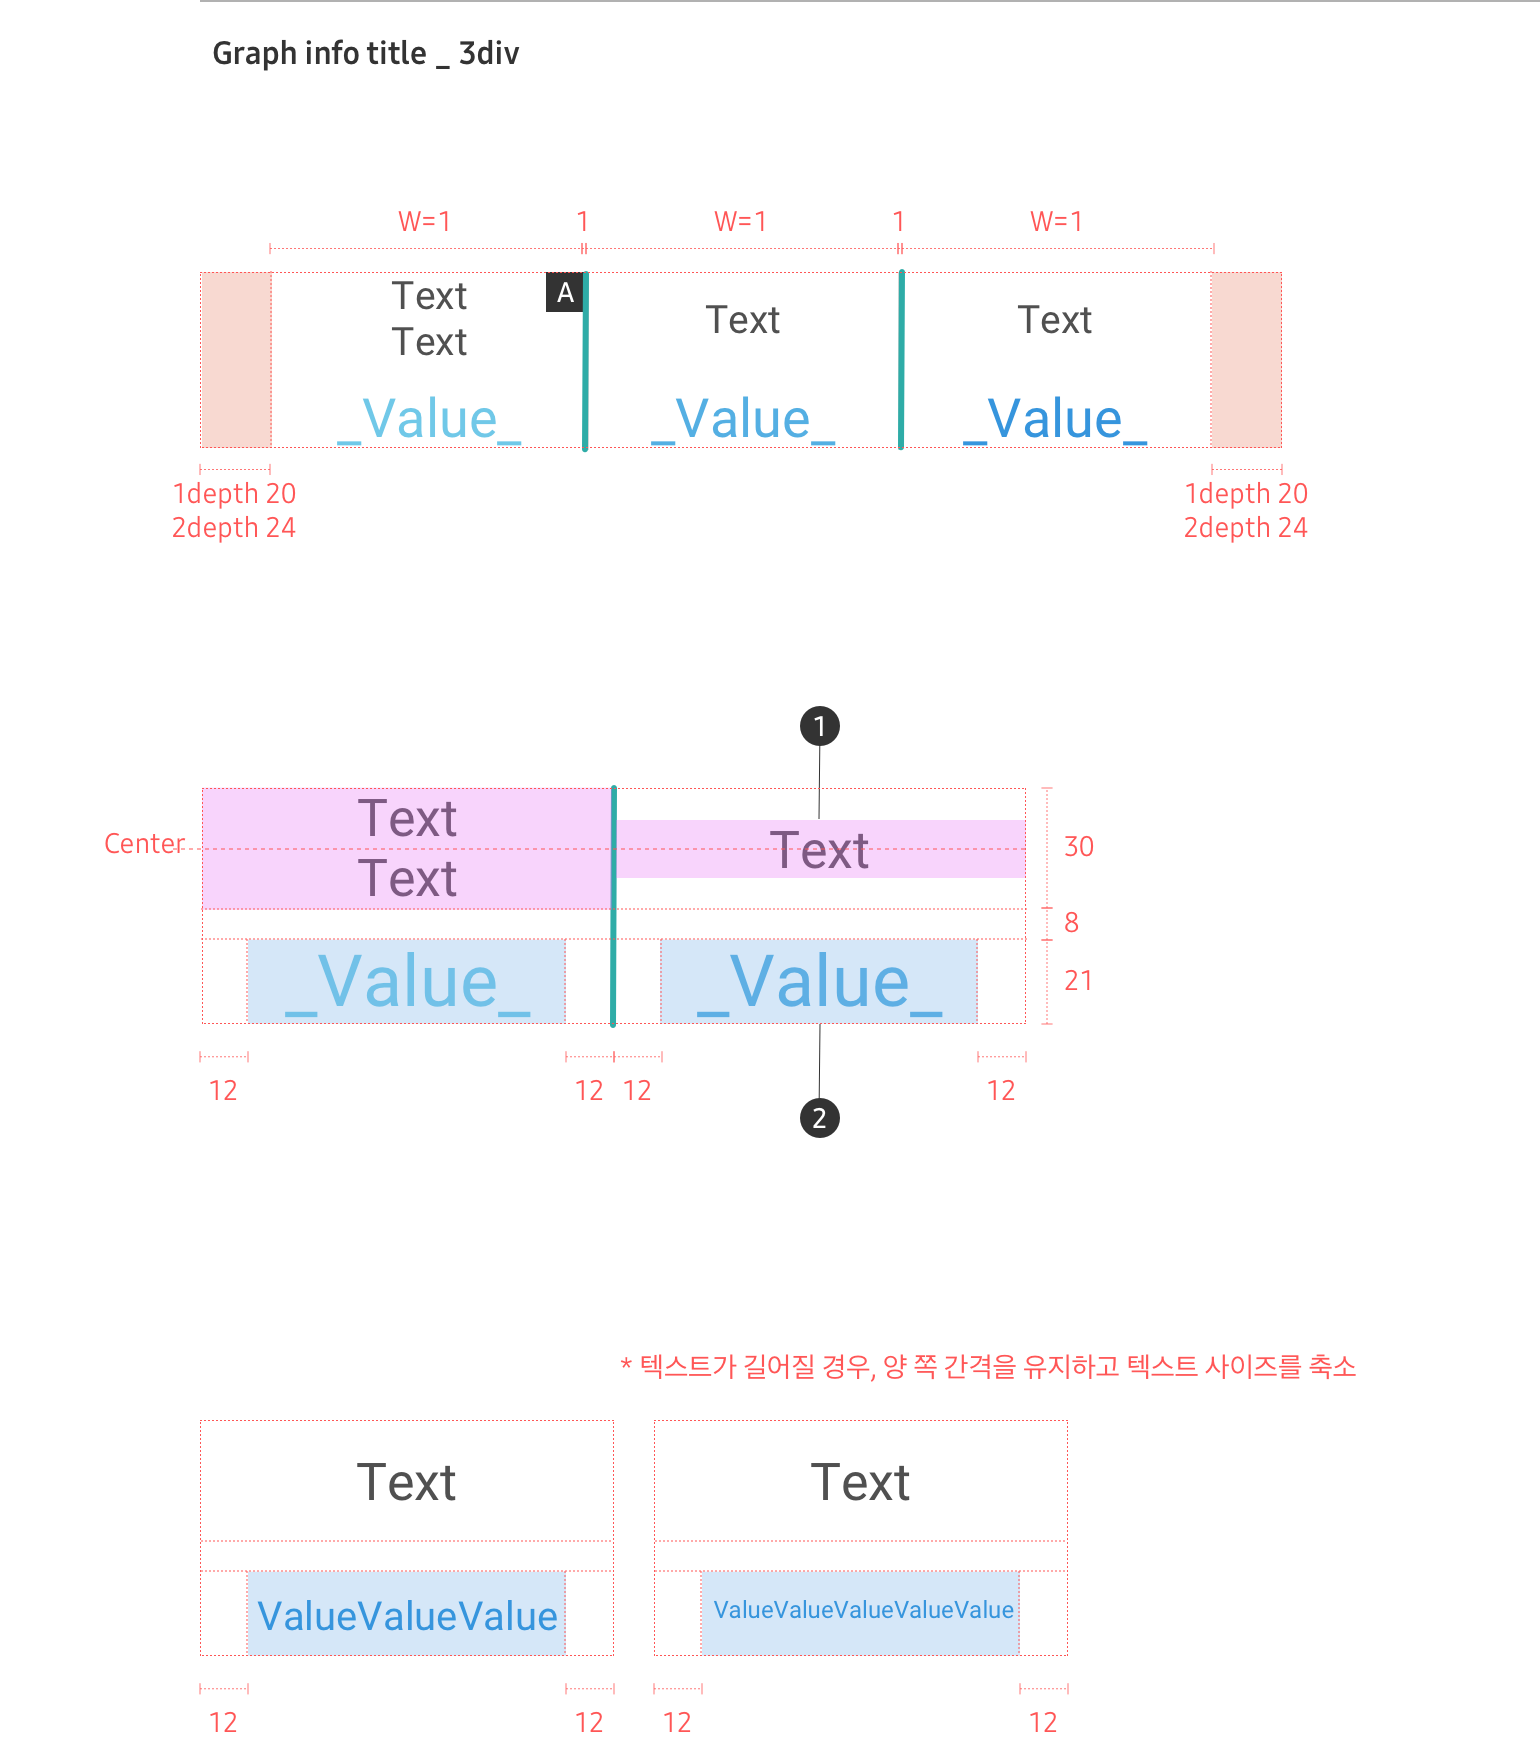 Graph info title _ 3div
W=1 1 W=1 1 W=1
A
Text
Text
Text
Text
_Value_ _Value_ _Value_
1depth 20
2depth 24
1depth 20
2depth 24
1
Text
Text
Text
Center
30
8
_Value_ _Value_
21
12 12 12 12
2
* 텍스트가 길어질 경우, 양 쪽 간격을 유지하고 텍스트 사이즈를 축소
Text Text
ValueValueValue ValueValueValueValueValue
12 12 12 12